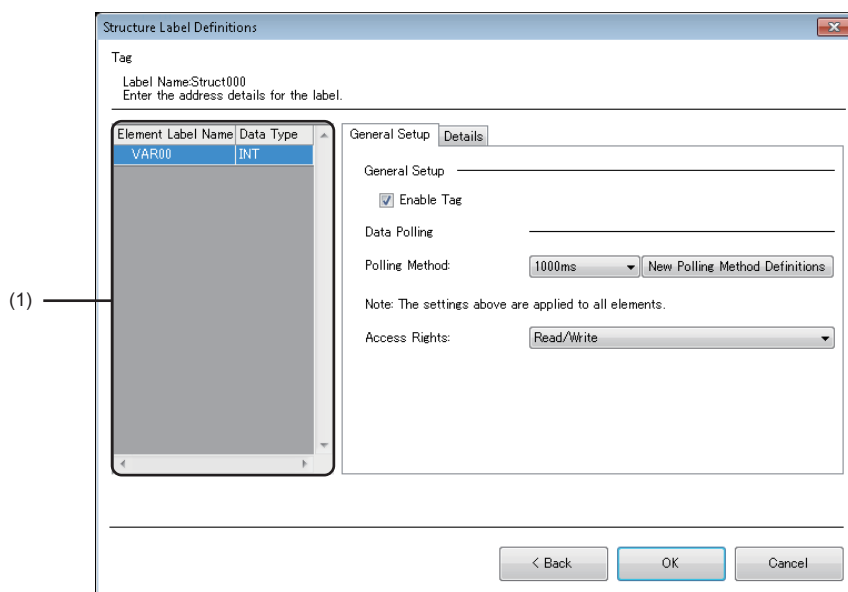 Structure Label Definitions
Tag
Label Name:Struct000
Enter the address details for the label.
Element Label Name Data Type
VAR00 INT
General Setup Details
General Setup
Enable Tag
Data Polling
Polling Method: 1000ms New Polling Method Definitions
Note: The settings above are applied to all elements.
Access Rights: Read/Write
(1)
< Back OK Cancel